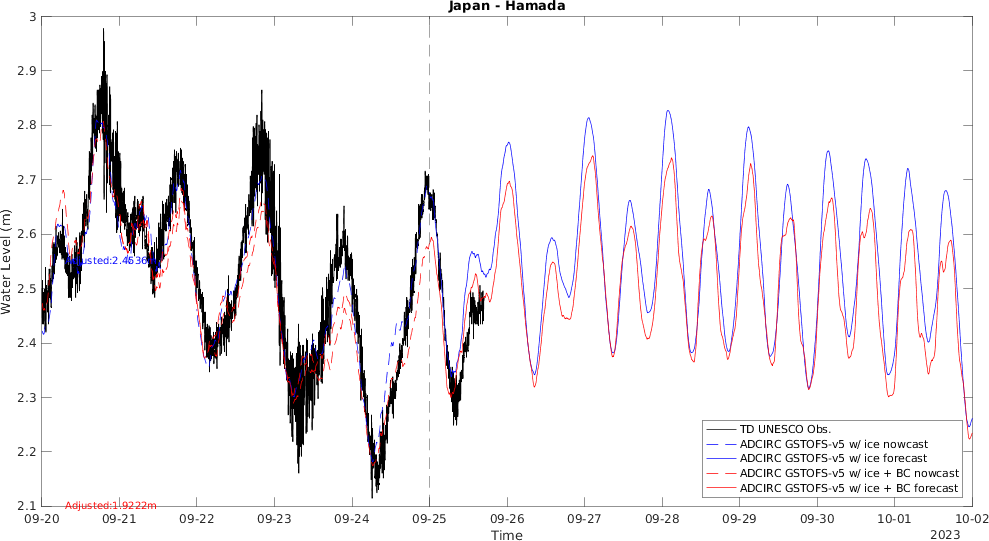 Japan - Hamada
3
2.9
2.8
2.7
2.6
2.5
2.4
2.3
2.2
2.1
Water Level (m)
Adjusted:2.4536
Adjusted:1.9222m
09-20
09-21
09-22
09-23
09-24
09-25
09-26
09-27
09-28
09-29
09-30
10-01
10-02
Time
2023
TD UNESCO Obs.
ADCIRC GSTOFS-v5 w/ ice nowcast
ADCIRC GSTOFS-v5 w/ ice forecast
ADCIRC GSTOFS-v5 w/ ice + BC nowcast
ADCIRC GSTOFS-v5 w/ ice + BC forecast